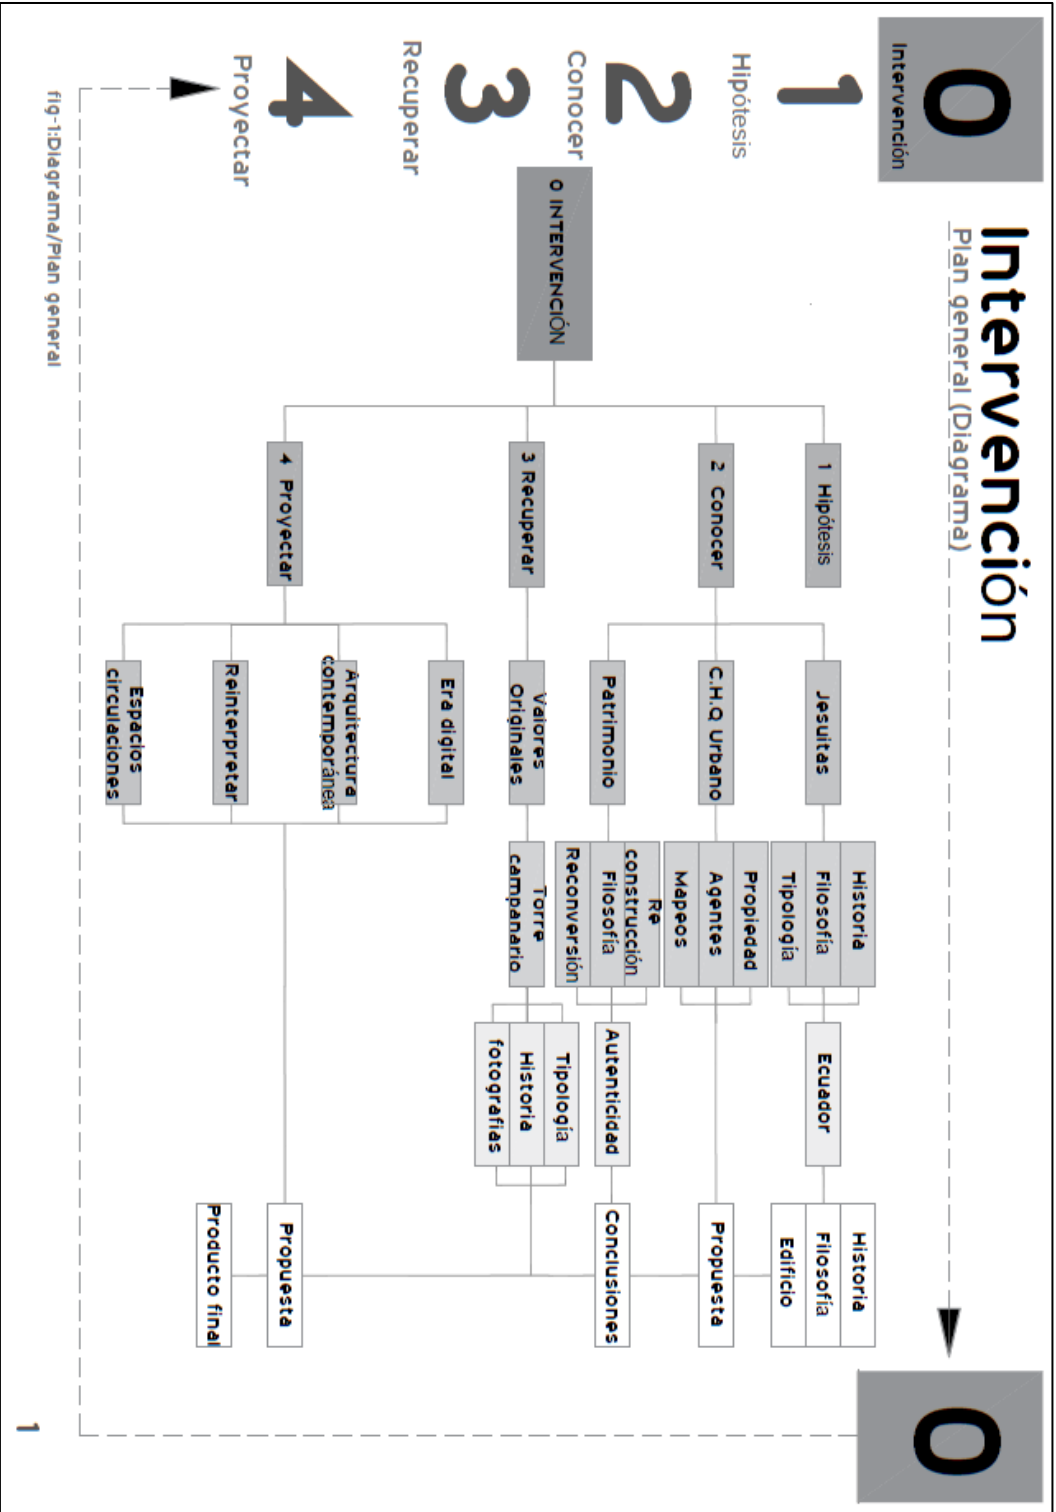 0
Intervención
Intervención
Plan general (Diagrama)
0
1
Hipótesis
2
Conocer
3
Recuperar
4
Proyectar
0 INTERVENCIÓN
1 Hipótesis
2 Conocer
Jesuitas
Historia
Filosofía
Tipología
Ecuador
Historia
Filosofía
Edificio
C.H.Q Urbano
Propiedad
Agentes
Mapeos
Propuesta
Patrimonio
Re
construcción
Filosofía
Reconversión
Autenticidad
Conclusiones
3 Recuperar
Valores
Originales
Torre
campanario
Tipología
Historia
fotografias
4 Proyectar
Era digital
Arquitectura
contemporánea
Reinterpretar
Espacios
circulaciones
Propuesta
Producto final
fig-1:Diagrama/Plan general
1